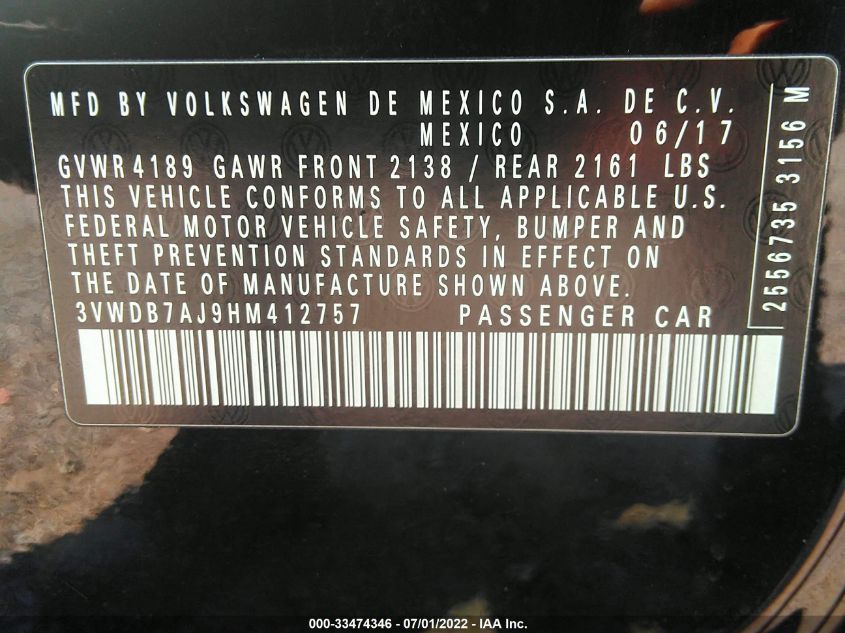 MFD BY VOLKSWAGEN DE MEXICO S.A. DE C.V.
MEXICO 06/17
GVWR 4189 GAWR FRONT 2138 / REAR 2161 LBS
THIS VEHICLE CONFORMS TO ALL APPLICABLE U.S.
FEDERAL MOTOR VEHICLE SAFETY, BUMPER AND
THEFT PREVENTION STANDARDS IN EFFECT ON
THE DATE OF MANUFACTURE SHOWN ABOVE.
3VWDB7AJ9HM412757 PASSENGER CAR
2556735 3156 M
000-33474346 - 07/01/2022 - IAA Inc.